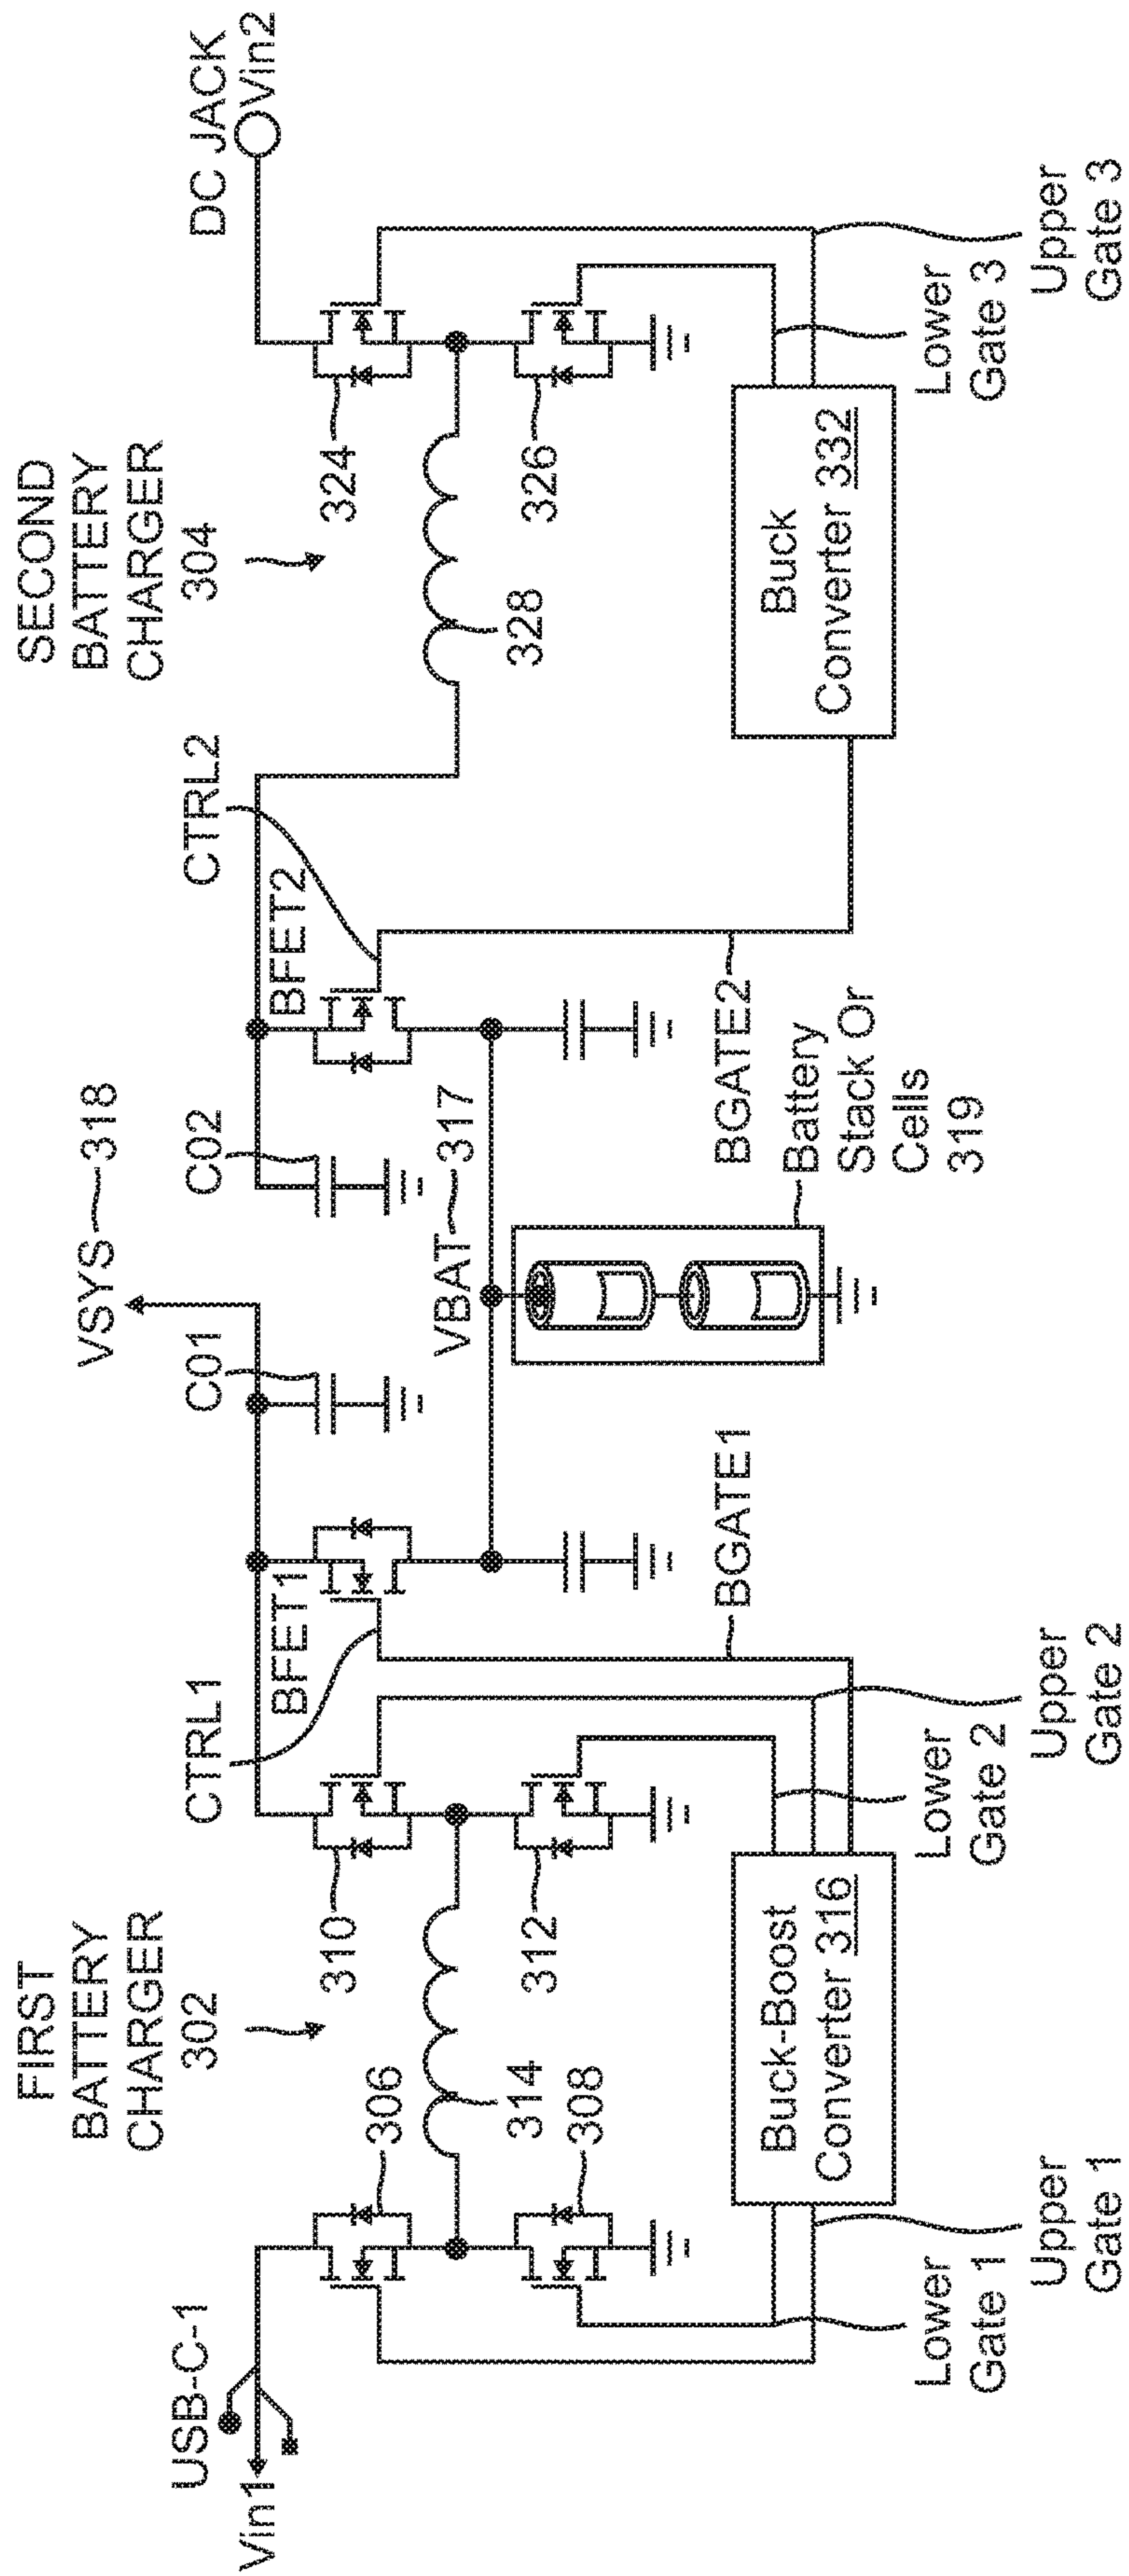 FIRST
BATTERY
CHARGER
302
SECOND
BATTERY
CHARGER
304
VSYS
318
USB-C-1
Vin1
CTRL1
BFET1
C01
C02
CTRL2
BFET2
DC JACK
Vin2
306
310
324
VBAT
317
314
308
312
328
326
BGATE1
BGATE2
Buck-Boost
Converter 316
Battery
Stack Or
Cells
319
Buck
Converter 332
Lower
Gate 1
Upper
Gate 1
Lower
Gate 2
Upper
Gate 2
Lower
Gate 3
Upper
Gate 3